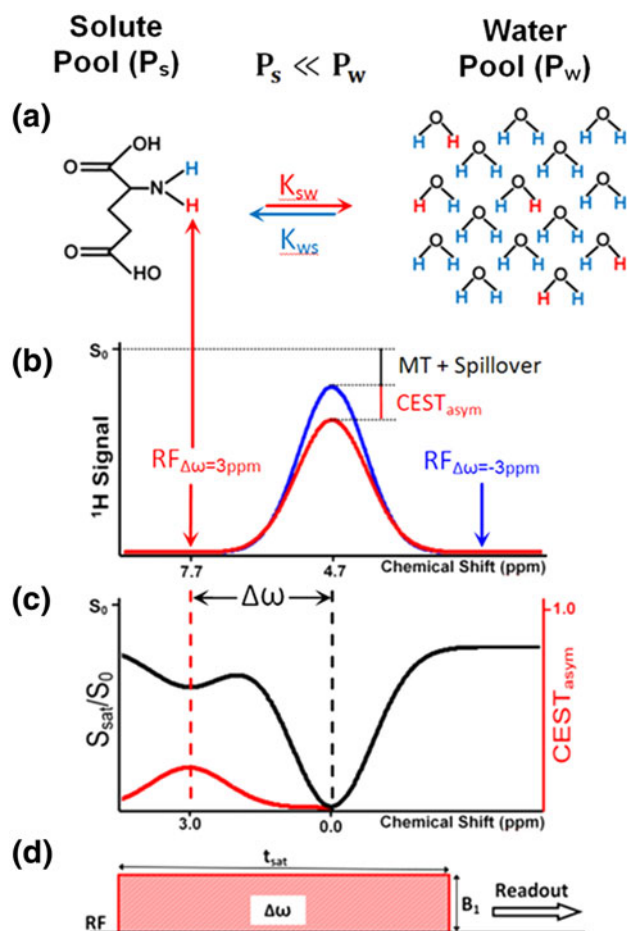 Solute
Pool (Ps)
Ps ≪ Pw
Water
Pool (Pw)
(a)
O
OH
H
N
H
O
HO
Ksw
Kws
O O O
H H H H H H
O O
H H H H
O O O
H H H H H H
O O
H H H H
O O O
H H H H H H
O O
H H H H
(b)
S₀
MT + Spillover
CESTasym
RFΔω=3ppm
RFΔω=-3ppm
¹H Signal
7.7
4.7
Chemical Shift (ppm)
(c)
S₀
Δω
1.0
Ssat/S₀
CESTasym
3.0
0.0
Chemical Shift (ppm)
(d)
tsat
RF
Δω
B₁
Readout